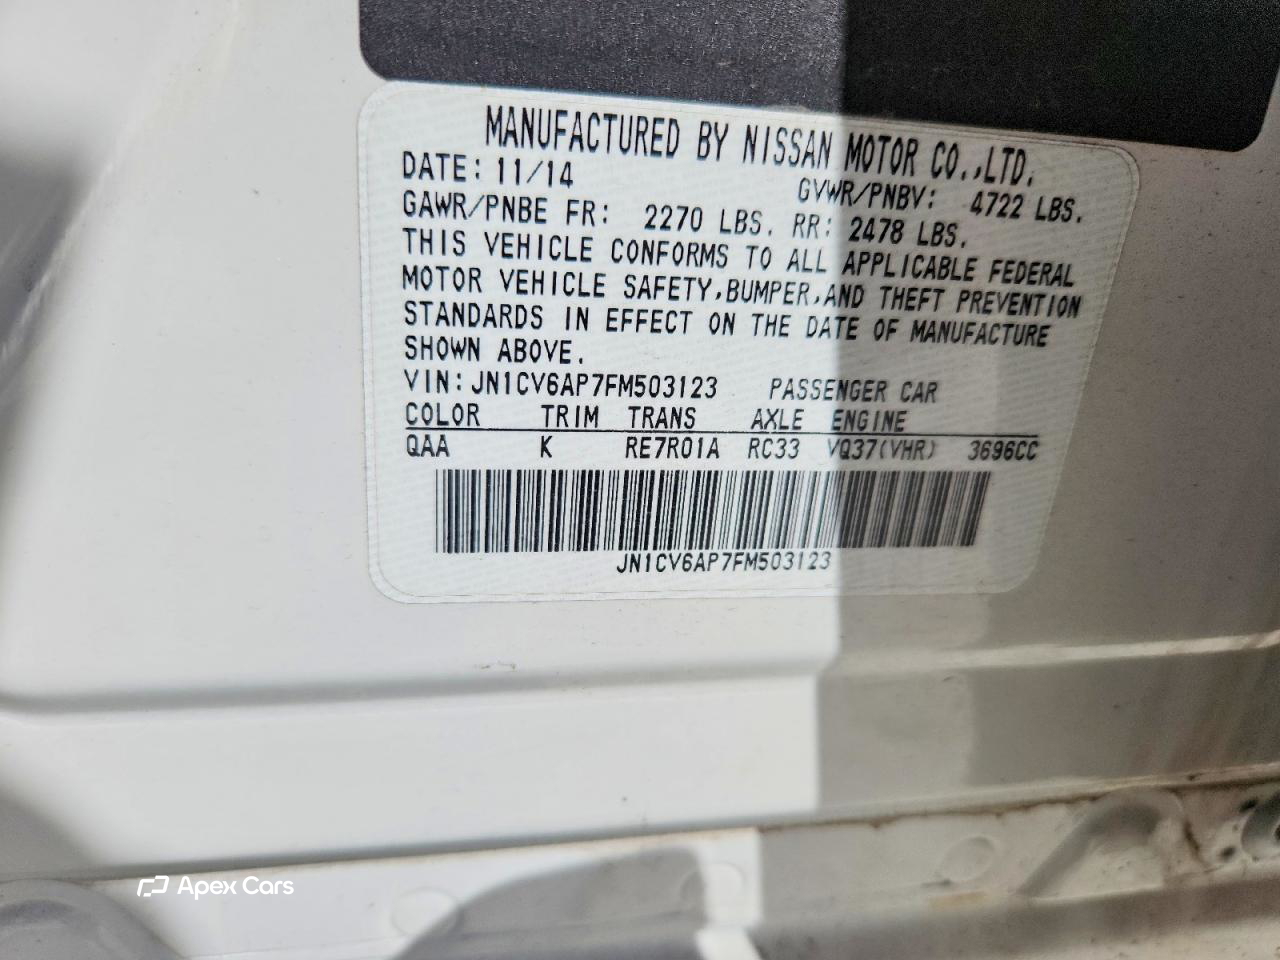 MANUFACTURED BY NISSAN MOTOR CO.,LTD.
DATE: 11/14 GVWR/PNBV: 4722 LBS.
GAWR/PNBE FR: 2270 LBS. RR: 2478 LBS.
THIS VEHICLE CONFORMS TO ALL APPLICABLE FEDERAL
MOTOR VEHICLE SAFETY,BUMPER,AND THEFT PREVENTION
STANDARDS IN EFFECT ON THE DATE OF MANUFACTURE
SHOWN ABOVE.
VIN: JN1CV6AP7FM503123 PASSENGER CAR
COLOR TRIM TRANS AXLE ENGINE
QAA K RE7R01A RC33 VQ37(VHR) 3696CC
JN1CV6AP7FM503123
Apex Cars